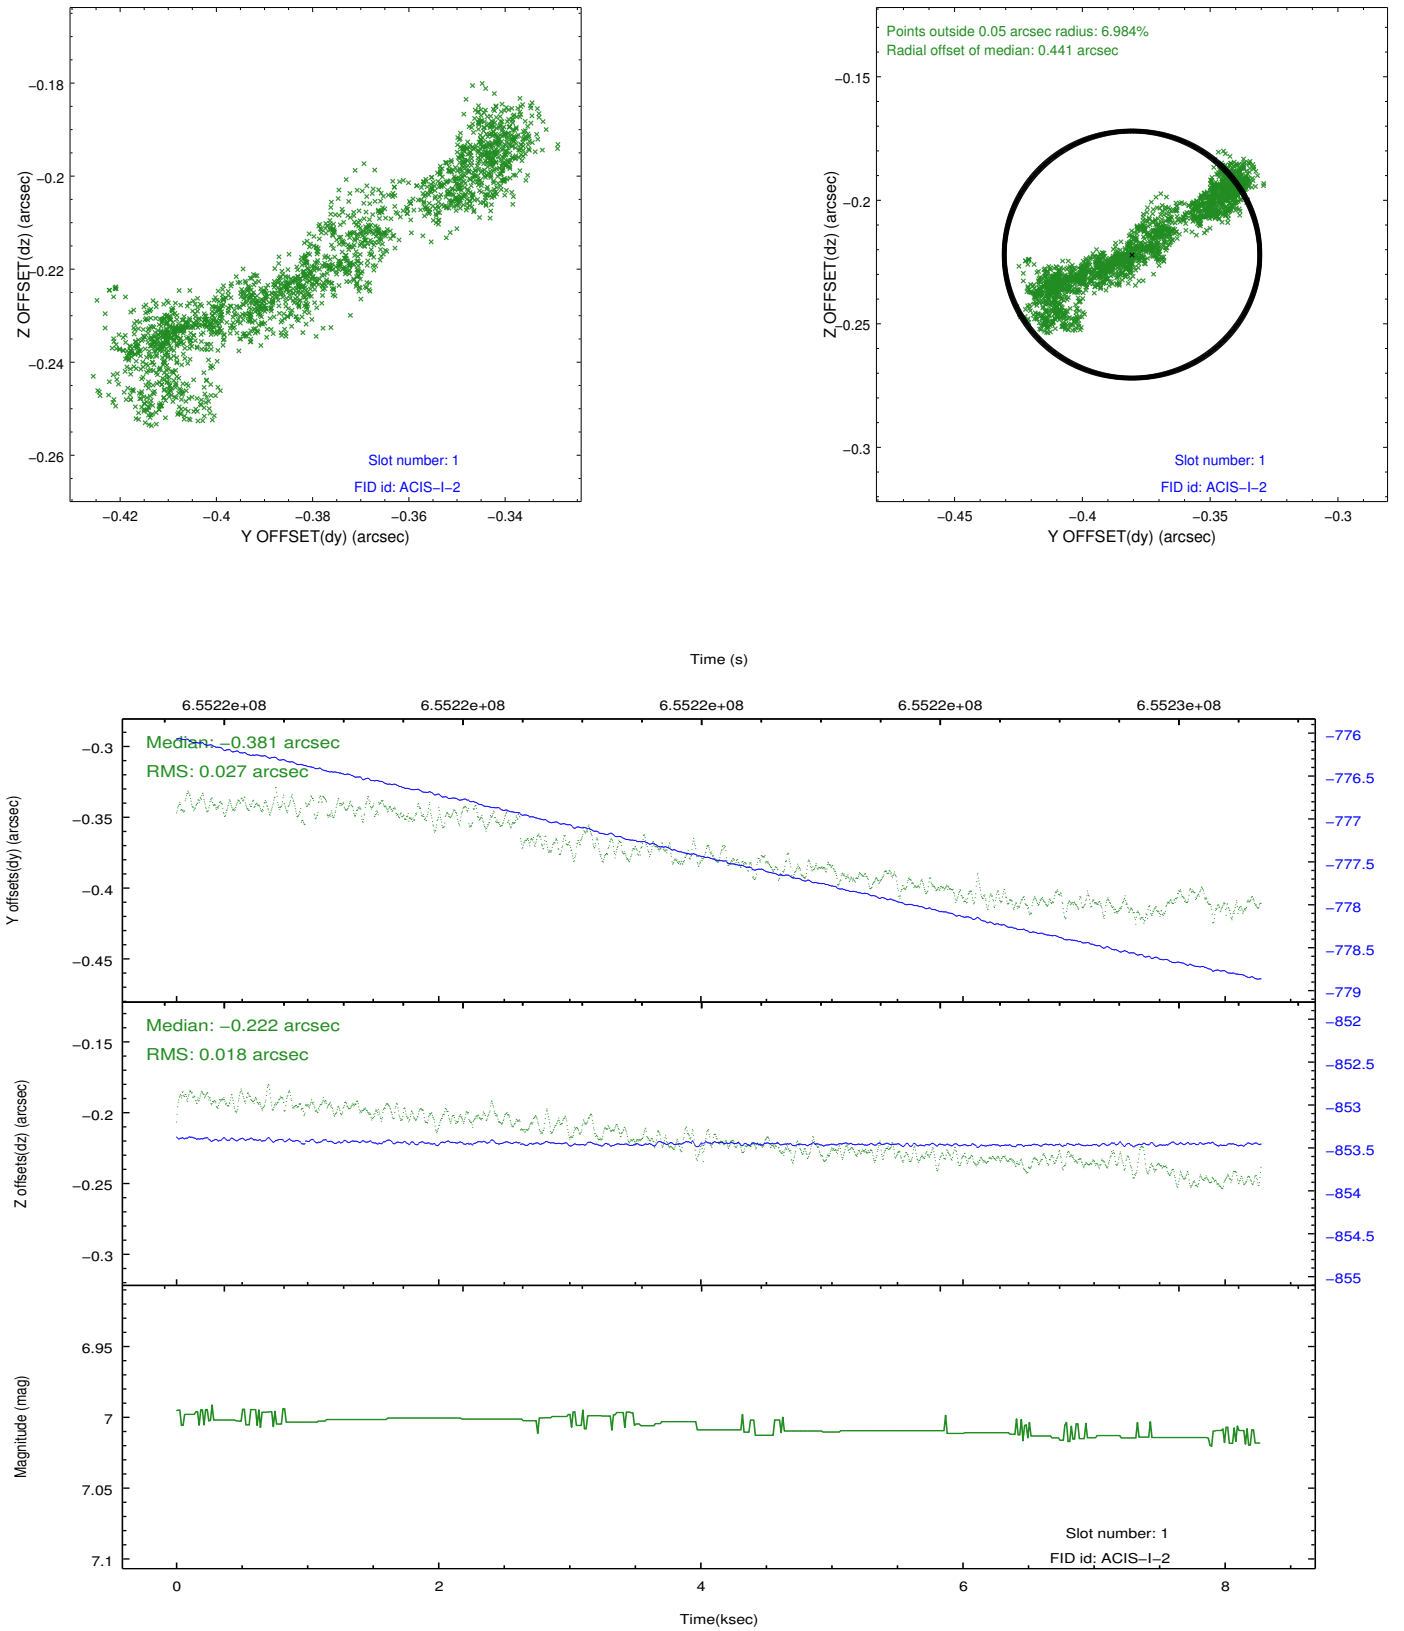 Z OFFSET(dz) (arcsec)
−0.18
−0.2
−0.22
−0.24
−0.26
Slot number: 1
FID id: ACIS−I−2
−0.42 −0.4 −0.38 −0.36 −0.34
Y OFFSET(dy) (arcsec)
Points outside 0.05 arcsec radius: 6.984%
Radial offset of median: 0.441 arcsec
Z OFFSET(dz) (arcsec)
−0.15
−0.2
−0.25
−0.3
Slot number: 1
FID id: ACIS−I−2
−0.45 −0.4 −0.35 −0.3
Y OFFSET(dy) (arcsec)
Time (s)
6.5522e+08 6.5522e+08 6.5522e+08 6.5522e+08 6.5523e+08
Y offsets(dy) (arcsec)
−0.3
−0.35
−0.4
−0.45
Median: −0.381 arcsec
RMS: 0.027 arcsec
−776
−776.5
−777
−777.5
−778
−778.5
−779
Z offsets(dz) (arcsec)
−0.15
−0.2
−0.25
−0.3
Median: −0.222 arcsec
RMS: 0.018 arcsec
−852
−852.5
−853
−853.5
−854
−854.5
−855
Magnitude (mag)
6.95
7
7.05
7.1
Slot number: 1
FID id: ACIS−I−2
0 2 4 6 8
Time(ksec)